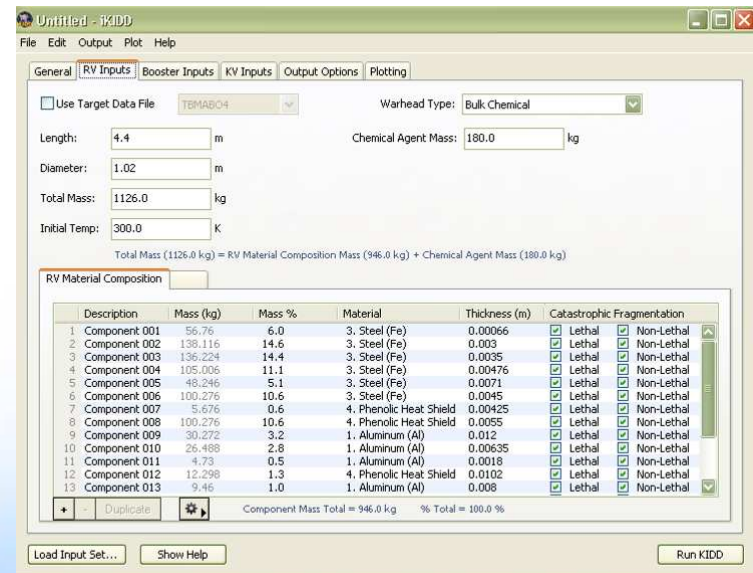 Untitled - iKIDD
File Edit Output Plot Help
General RV Inputs Booster Inputs KV Inputs Output Options Plotting
Use Target Data File TBMABO4 Warhead Type: Bulk Chemical
Length: 4.4 m Chemical Agent Mass: 180.0 kg
Diameter: 1.02 m
Total Mass: 1126.0 kg
Initial Temp: 300.0 K
Total Mass (1126.0 kg) = RV Material Composition Mass (946.0 kg) + Chemical Agent Mass (180.0 kg)
RV Material Composition
Description Mass (kg) Mass % Material Thickness (m) Catastrophic Fragmentation
1 Component 001 56.76 6.0 3. Steel (Fe) 0.00066 Lethal Non-Lethal
2 Component 002 138.116 14.6 3. Steel (Fe) 0.003 Lethal Non-Lethal
3 Component 003 136.224 14.4 3. Steel (Fe) 0.0035 Lethal Non-Lethal
4 Component 004 105.006 11.1 3. Steel (Fe) 0.00476 Lethal Non-Lethal
5 Component 005 48.246 5.1 3. Steel (Fe) 0.0071 Lethal Non-Lethal
6 Component 006 100.276 10.6 3. Steel (Fe) 0.0045 Lethal Non-Lethal
7 Component 007 5.676 0.6 4. Phenolic Heat Shield 0.00425 Lethal Non-Lethal
8 Component 008 100.276 10.6 4. Phenolic Heat Shield 0.0055 Lethal Non-Lethal
9 Component 009 30.272 3.2 1. Aluminum (Al) 0.012 Lethal Non-Lethal
10 Component 010 26.488 2.8 1. Aluminum (Al) 0.00635 Lethal Non-Lethal
11 Component 011 4.73 0.5 1. Aluminum (Al) 0.0018 Lethal Non-Lethal
12 Component 012 12.298 1.3 4. Phenolic Heat Shield 0.0102 Lethal Non-Lethal
13 Component 013 9.46 1.0 1. Aluminum (Al) 0.008 Lethal Non-Lethal
+ - Duplicate Component Mass Total = 946.0 kg % Total = 100.0 %
Load Input Set... Show Help Run KIDD